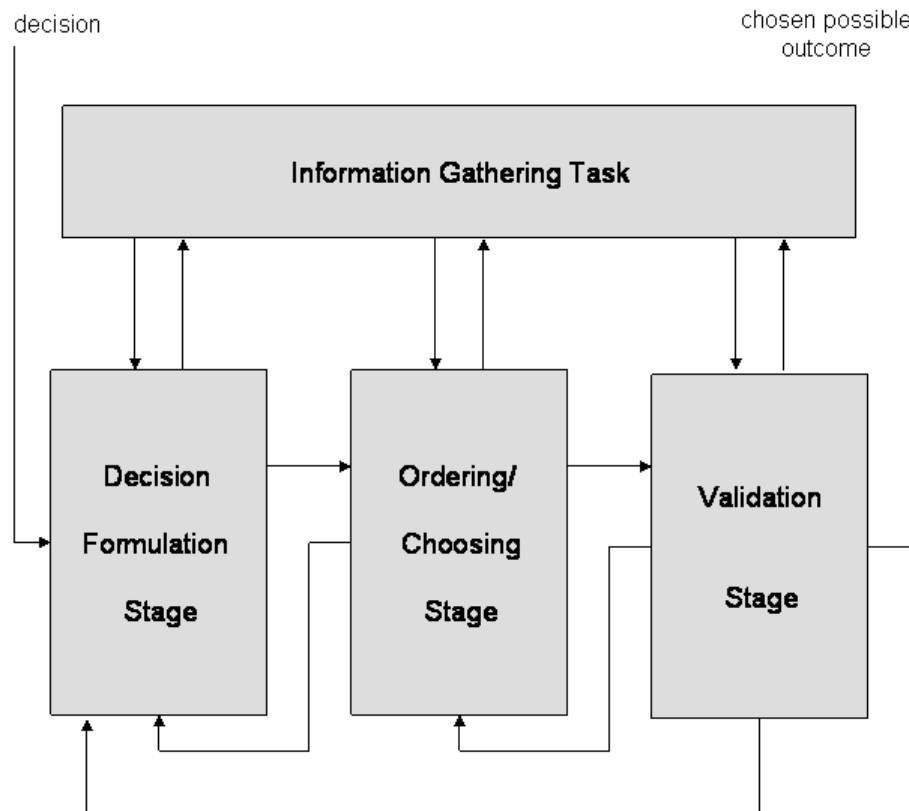 decision
chosen possible
outcome
Information Gathering Task
Decision
Formulation
Stage
Ordering/
Choosing
Stage
Validation
Stage